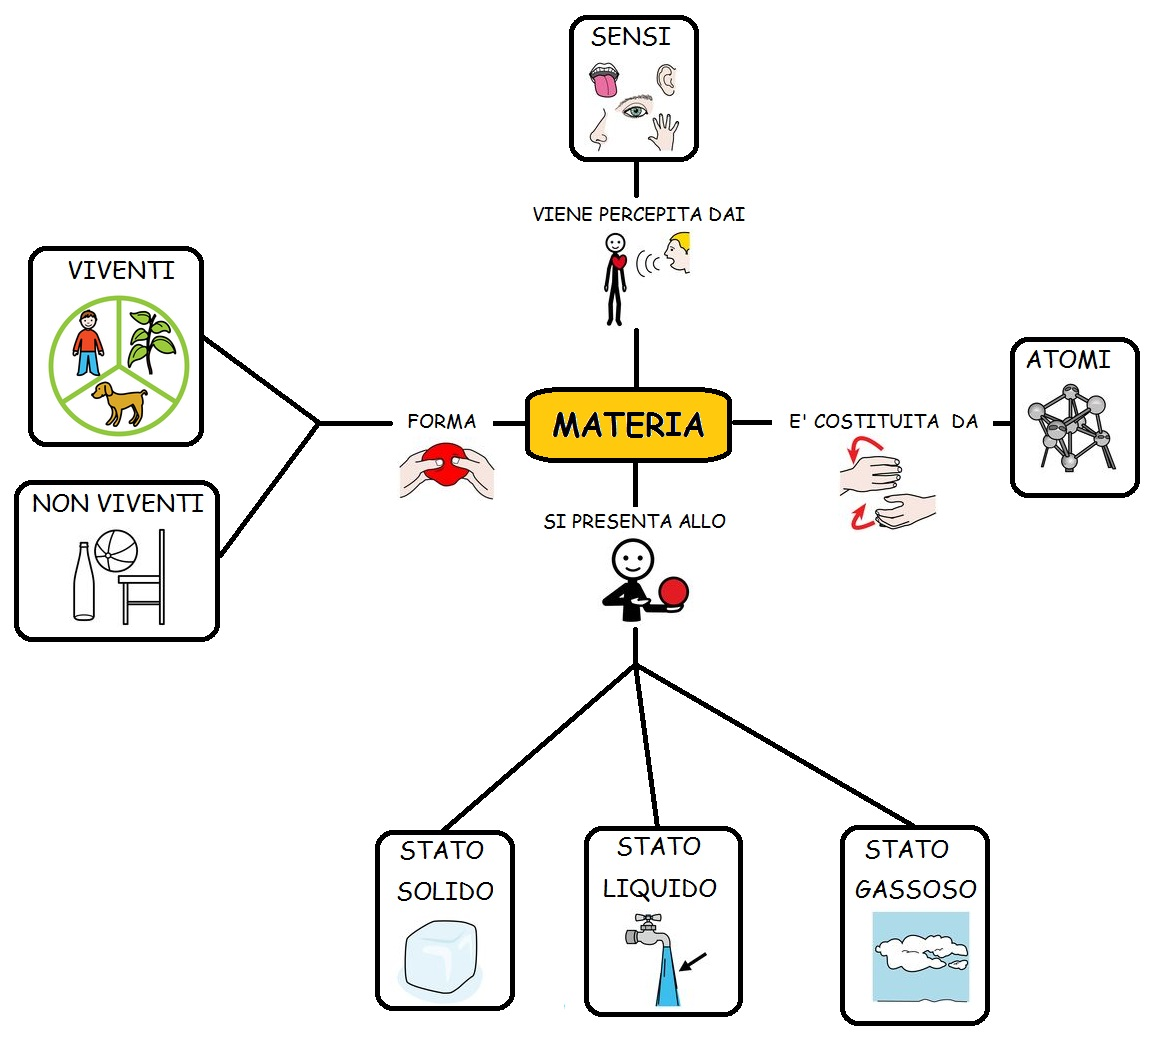 SENSI
VIENE PERCEPITA DAI
VIVENTI
ATOMI
FORMA
MATERIA
E' COSTITUITA DA
NON VIVENTI
SI PRESENTA ALLO
STATO
SOLIDO
STATO
LIQUIDO
STATO
GASSOSO